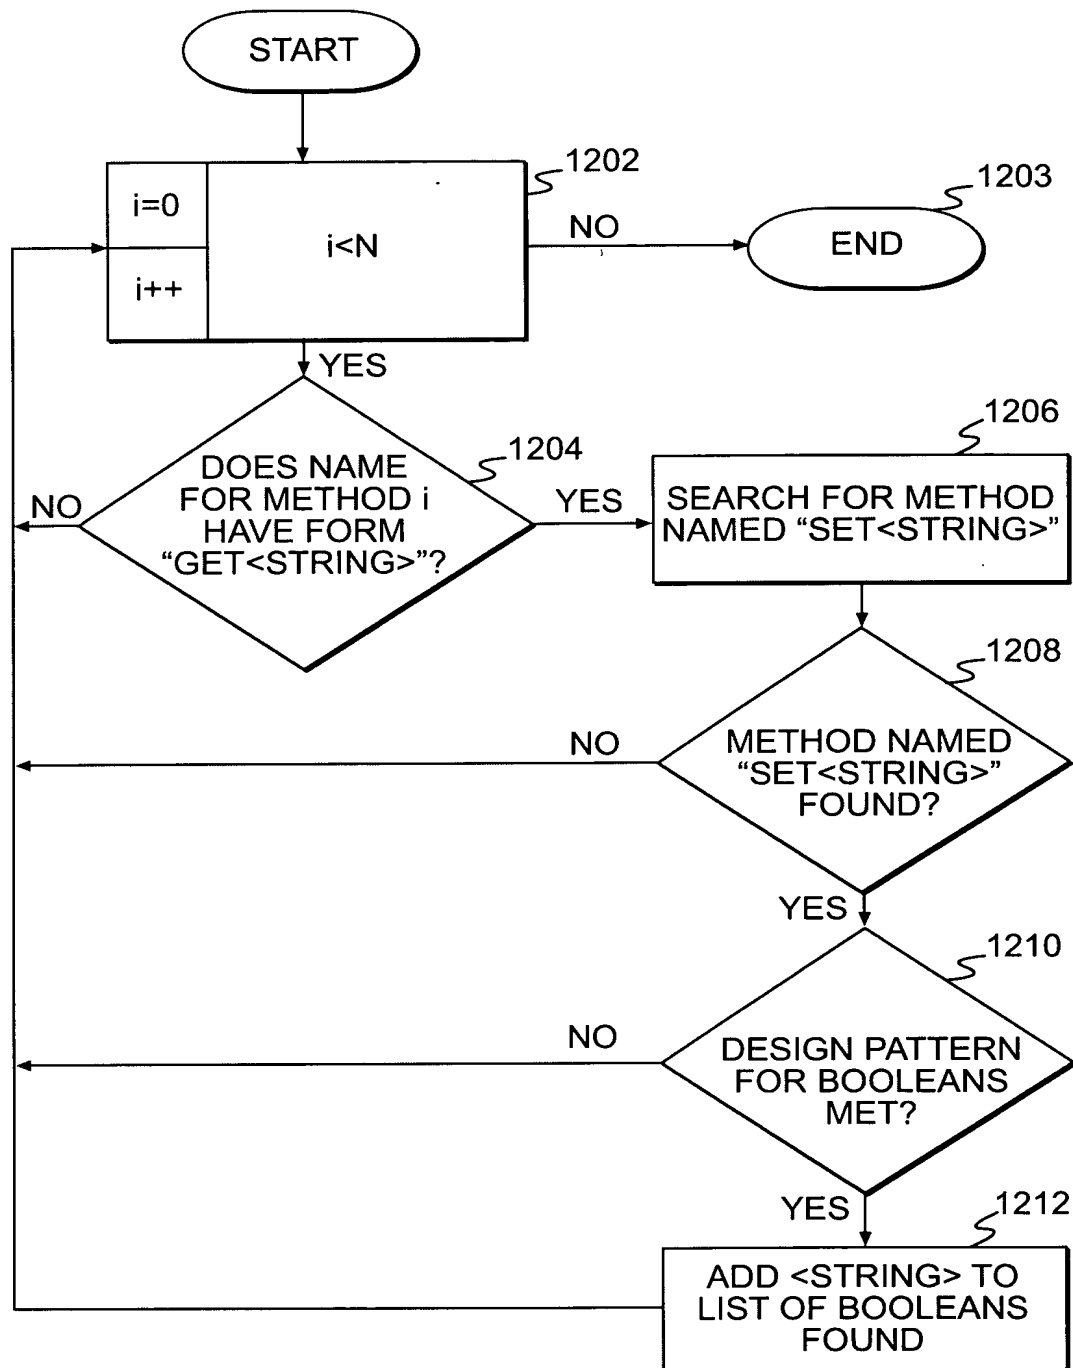 START
1202
i=0
i<N
i++
NO
1203
END
YES
1204
DOES NAME
FOR METHOD i
HAVE FORM
“GET<STRING>”?
NO
YES
1206
SEARCH FOR METHOD
NAMED “SET<STRING>”
1208
METHOD NAMED
“SET<STRING>”
FOUND?
NO
YES
1210
DESIGN PATTERN
FOR BOOLEANS
MET?
NO
YES
1212
ADD <STRING> TO
LIST OF BOOLEANS
FOUND